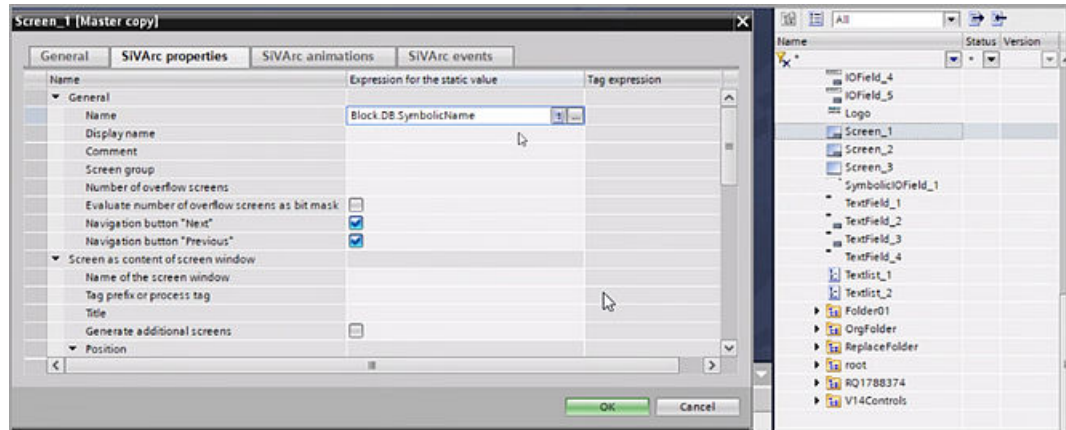 Screen_1 [Master copy]
General SiVArc properties SiVArc animations SiVArc events
Name Expression for the static value Tag expression
General
Name Block.DB.SymbolicName ...
Display name
Comment
Screen group
Number of overflow screens
Evaluate number of overflow screens as bit mask
Navigation button "Next"
Navigation button "Previous"
Screen as content of screen window
Name of the screen window
Tag prefix or process tag
Title
Generate additional screens
Position
OK Cancel
All
Name Status Version
IOField_4
IOField_5
Logo
Screen_1
Screen_2
Screen_3
SymbolicIOField_1
TextField_1
TextField_2
TextField_3
TextField_4
Textlist_1
Textlist_2
Folder01
OrgFolder
ReplaceFolder
root
RQ1788374
V14Controls